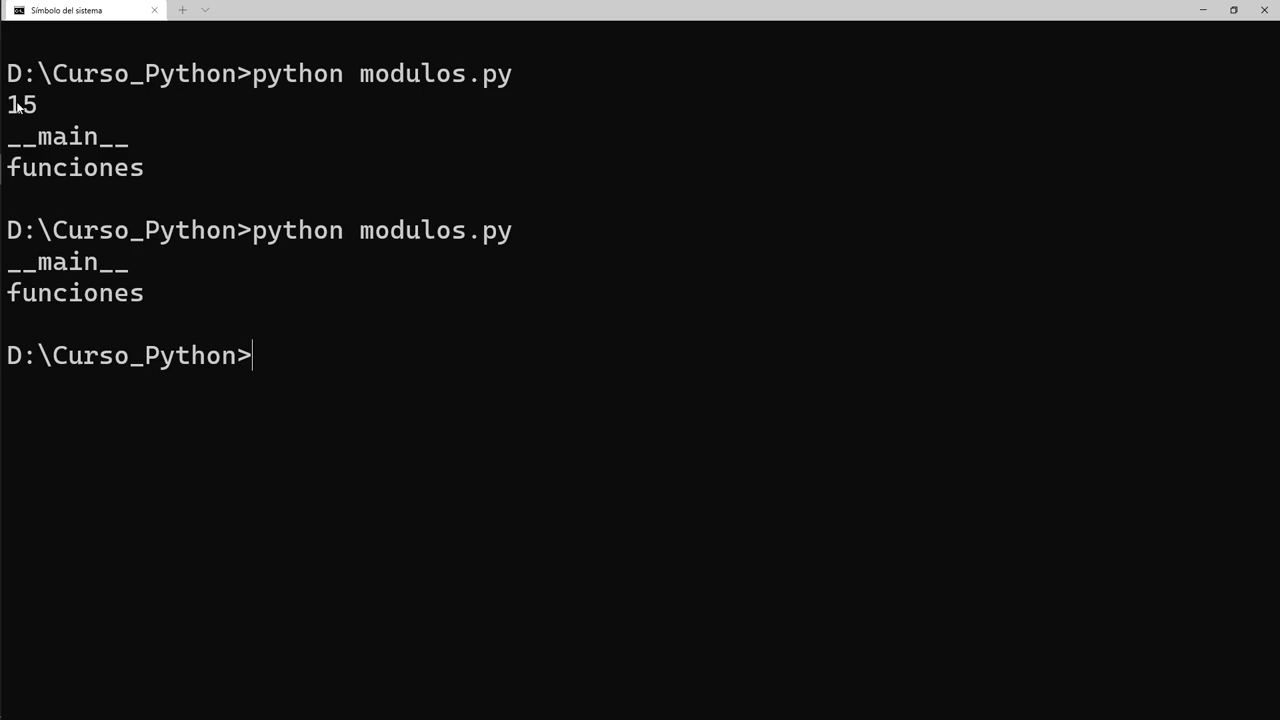 Símbolo del sistema
D:\Curso_Python>python modulos.py
15
__main__
funciones
D:\Curso_Python>python modulos.py
__main__
funciones
D:\Curso_Python>